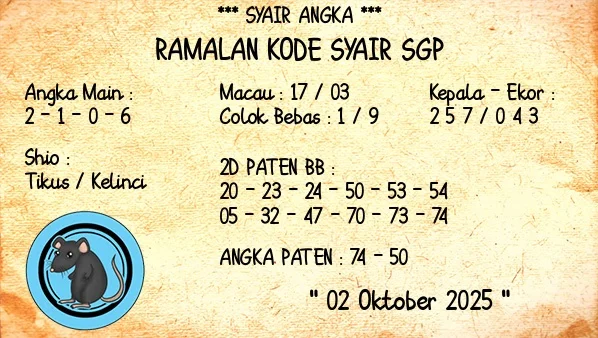 *** SYAIR ANGKA ***
RAMALAN KODE SYAIR SGP
Angka Main :
2 - 1 - 0 - 6
Macau : 17 / 03
Colok Bebas : 1 / 9
Kepala - Ekor :
2 5 7 / 0 4 3
Shio :
Tikus / Kelinci
2D PATEN BB :
20 - 23 - 24 - 50 - 53 - 54
05 - 32 - 47 - 70 - 73 - 74
ANGKA PATEN : 74 - 50
" 02 Oktober 2025 "